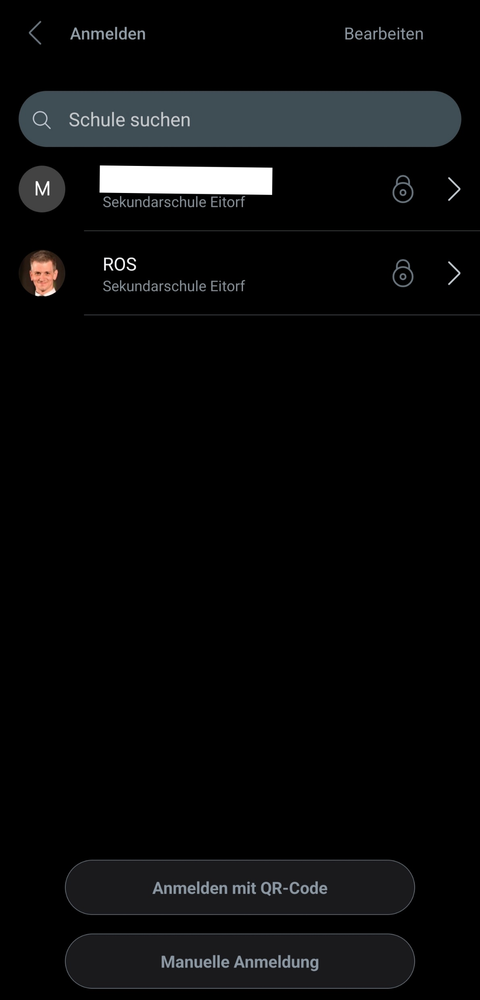 Anmelden
Bearbeiten
Schule suchen
M
Sekundarschule Eitorf
ROS
Sekundarschule Eitorf
Anmelden mit QR-Code
Manuelle Anmeldung